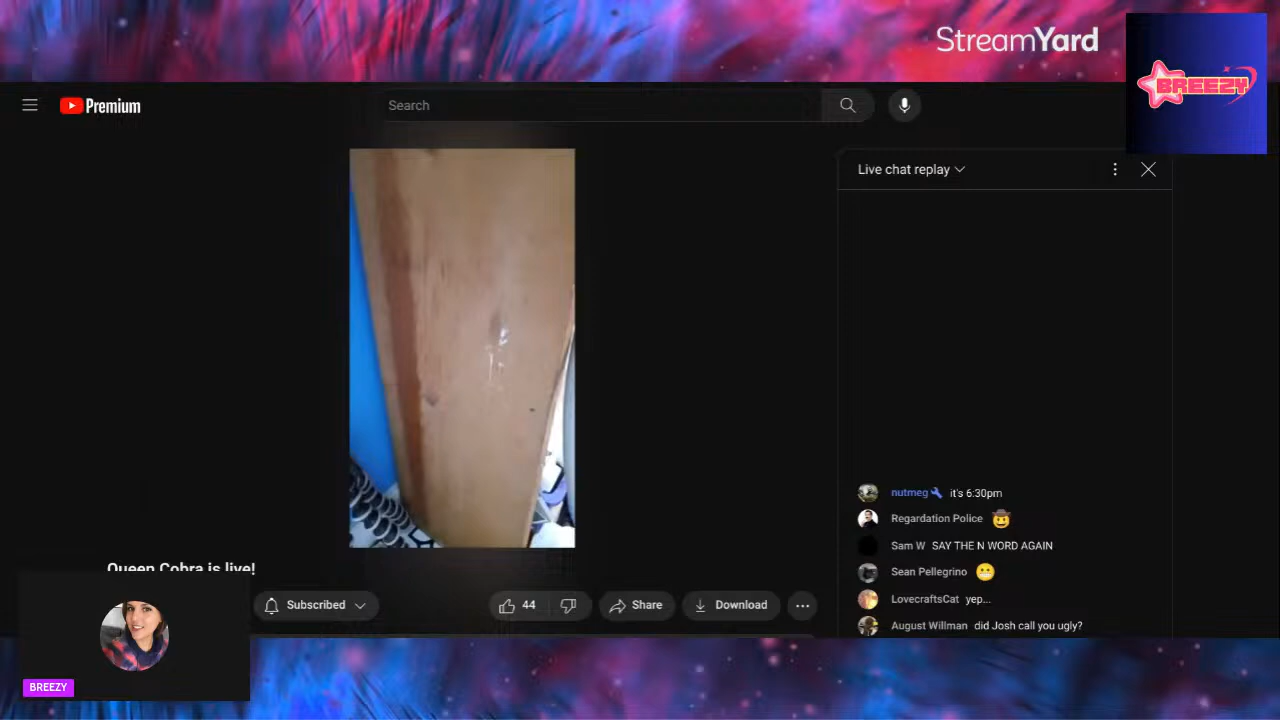 StreamYard
BREEZY
Premium
Search
Live chat replay
nutmeg it's 6:30pm
Regardation Police
Sam W SAY THE N WORD AGAIN
Sean Pellegrino
LovecraftsCat yep...
August Willman did Josh call you ugly?
Queen Cobra is live!
Subscribed
44
Share
Download
BREEZY